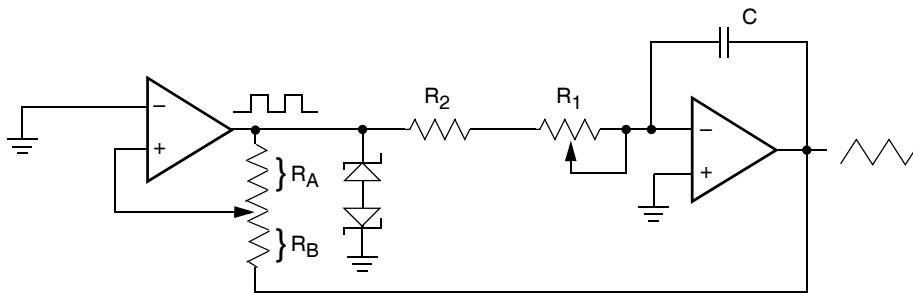 C
R2
R1
–
+
–
+
} RA
} RB